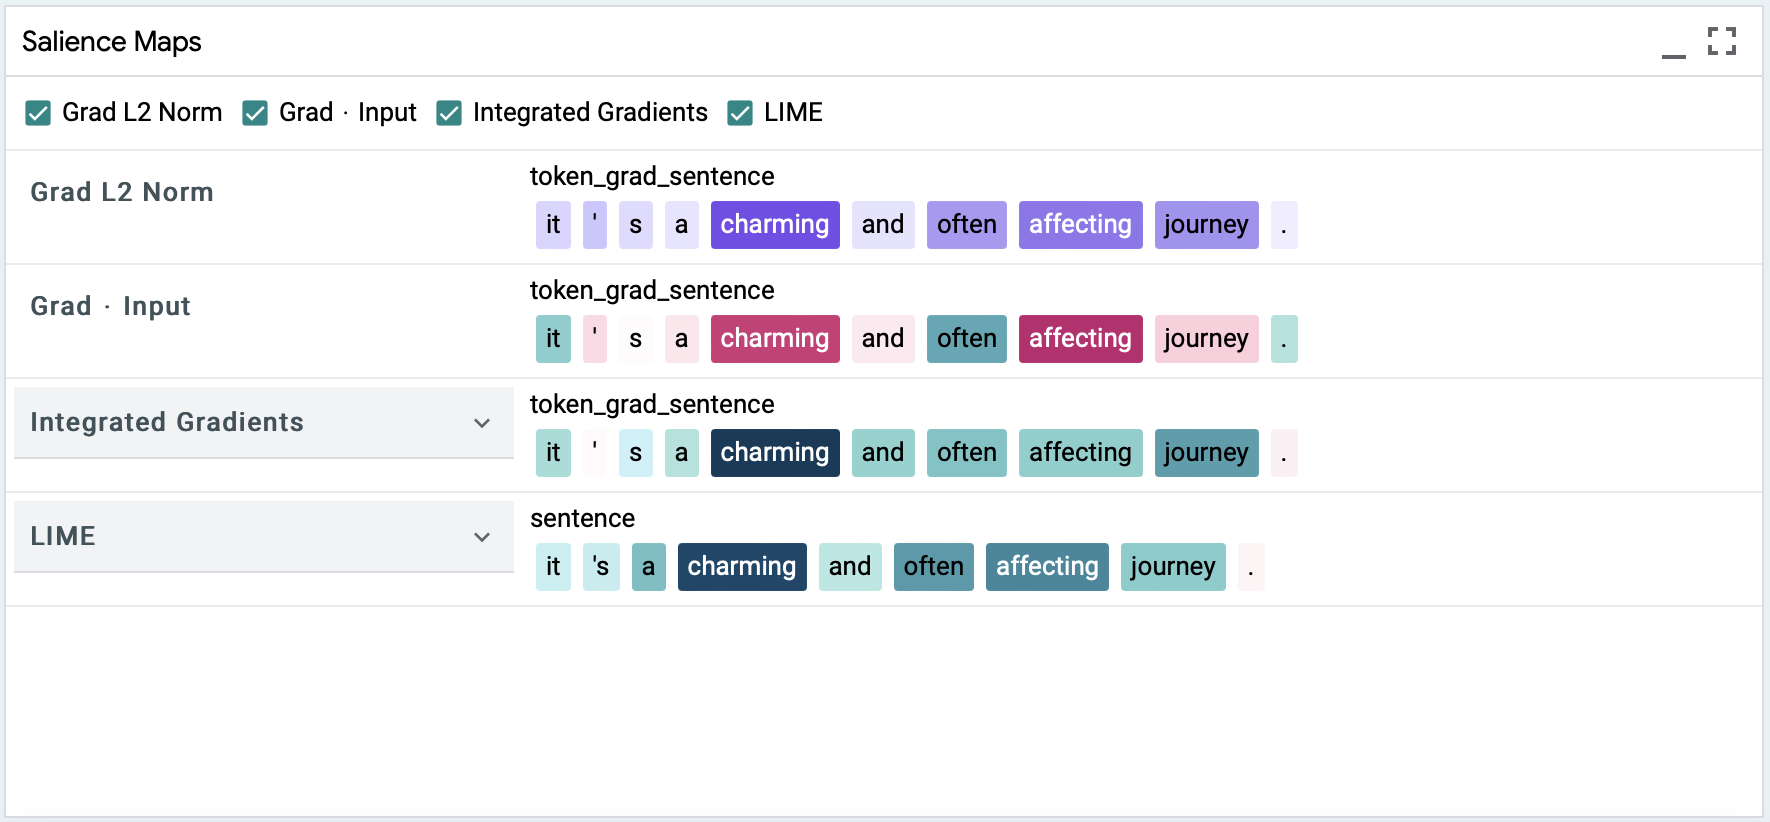 Salience Maps
Grad L2 Norm Grad · Input Integrated Gradients LIME
Grad L2 Norm
token_grad_sentence
it ' s a charming and often affecting journey .
Grad · Input
token_grad_sentence
it ' s a charming and often affecting journey .
Integrated Gradients
token_grad_sentence
it ' s a charming and often affecting journey .
LIME
sentence
it 's a charming and often affecting journey .